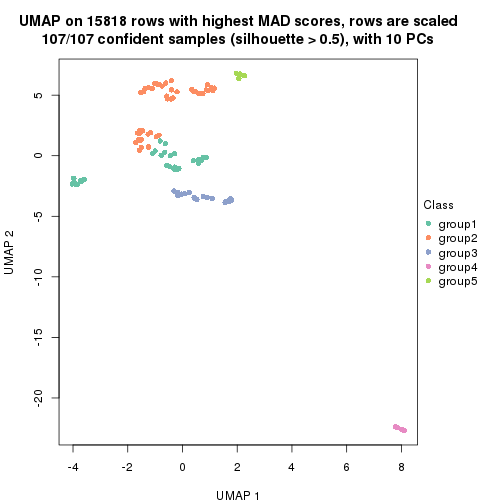 UMAP on 15818 rows with highest MAD scores, rows are scaled
107/107 confident samples (silhouette > 0.5), with 10 PCs
5
0
-5
-10
-15
-20
UMAP 2
-4
-2
0
2
4
6
8
UMAP 1
Class
group1
group2
group3
group4
group5